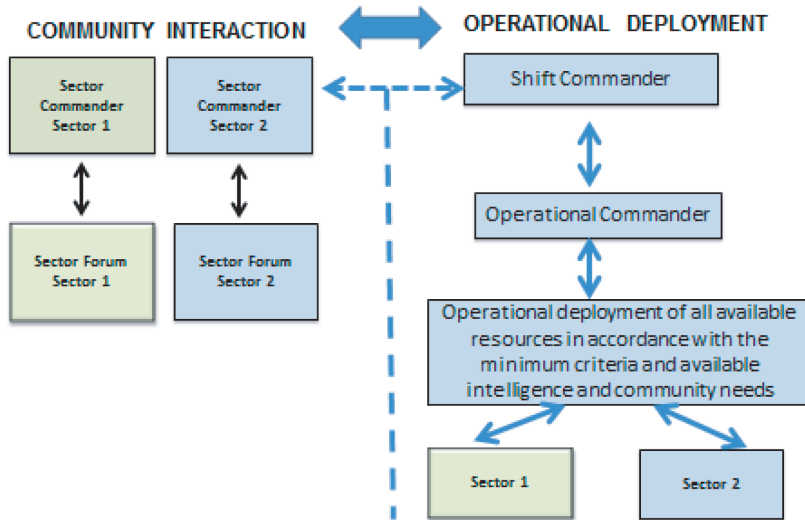 COMMUNITY INTERACTION
OPERATIONAL DEPLOYMENT
Sector
Commander
Sector 1
Sector
Commander
Sector 2
Shift Commander
Operational Commander
Sector Forum
Sector 1
Sector Forum
Sector 2
Operational deployment of all available
resources in accordance with the
minimum criteria and available
intelligence and community needs
Sector 1
Sector 2